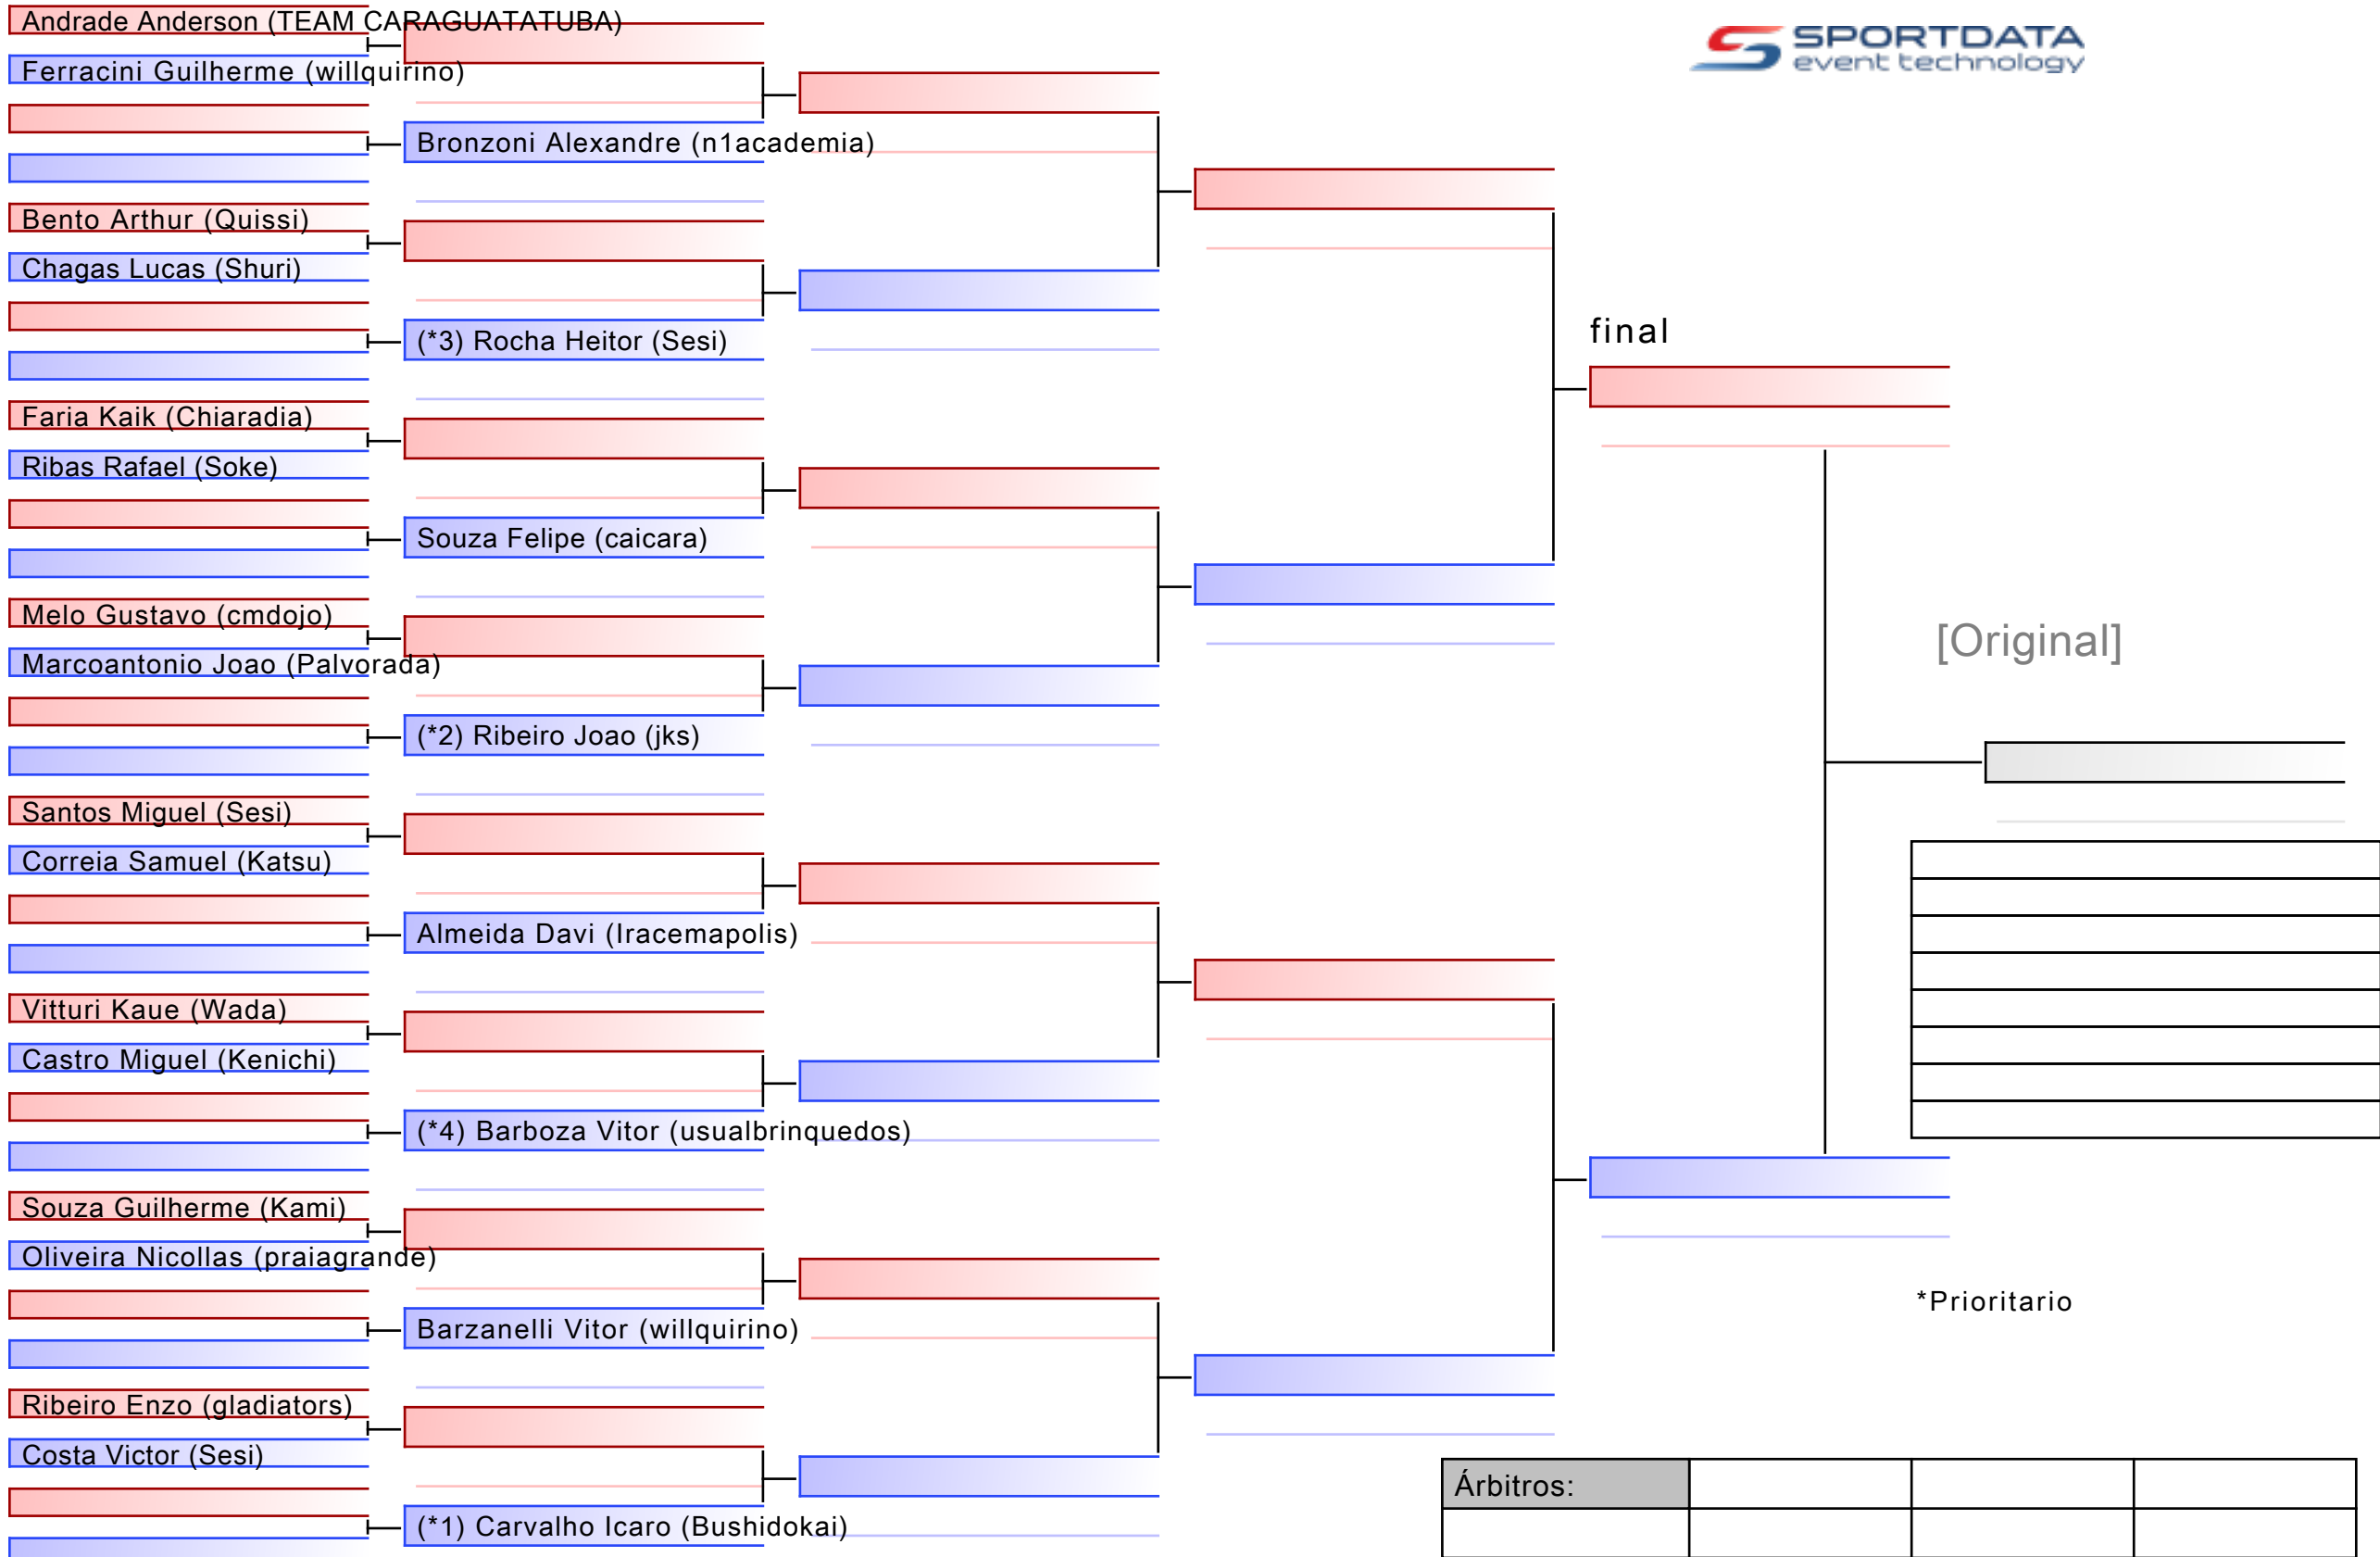 Andrade Anderson (TEAM CARAGUATATUBA)
Ferracini Guilherme (willquirino)
Bento Arthur (Quissi)
Chagas Lucas (Shuri)
Faria Kaik (Chiaradia)
Ribas Rafael (Soke)
Melo Gustavo (cmdojo)
Marcoantonio Joao (Palvorada)
Santos Miguel (Sesi)
Correia Samuel (Katsu)
Vitturi Kaue (Wada)
Castro Miguel (Kenichi)
Souza Guilherme (Kami)
Oliveira Nicollas (praiagrande)
Ribeiro Enzo (gladiators)
Costa Victor (Sesi)
Bronzoni Alexandre (n1academia)
(*3) Rocha Heitor (Sesi)
Souza Felipe (caicara)
(*2) Ribeiro Joao (jks)
Almeida Davi (Iracemapolis)
(*4) Barboza Vitor (usualbrinquedos)
Barzanelli Vitor (willquirino)
(*1) Carvalho Icaro (Bushidokai)
SPORTDATA
event technology
final
[Original]
*Prioritario
Árbitros: